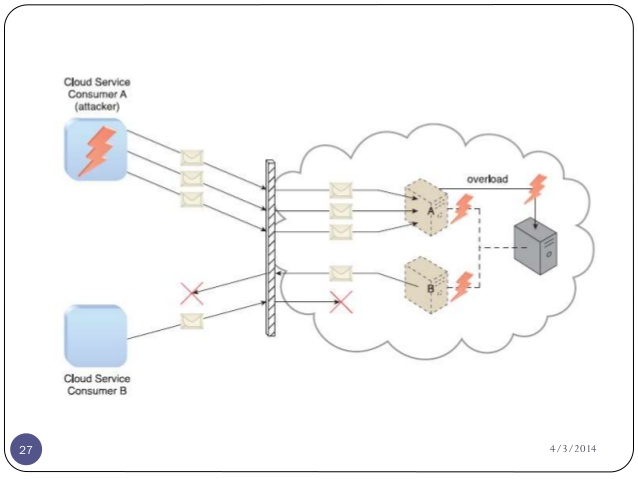 Cloud Service
Consumer A
(attacker)
overload
A
B
Cloud Service
Consumer B
27
4/3/2014